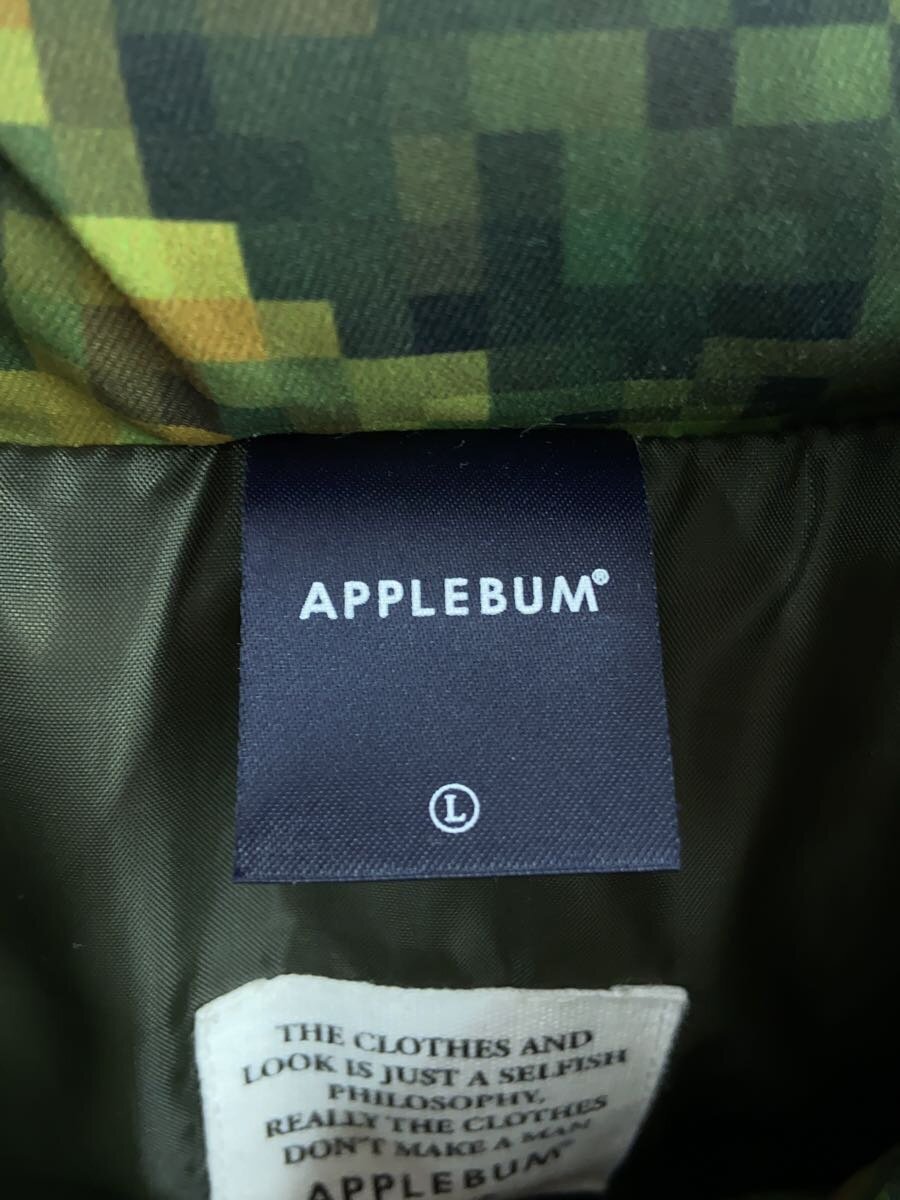 APPLEBUM®
L
THE CLOTHES AND
LOOK IS JUST A SELFISH
PHILOSOPHY,
REALLY THE CLOTHES
DON'T MAKE A MAN
APPLEBUM®